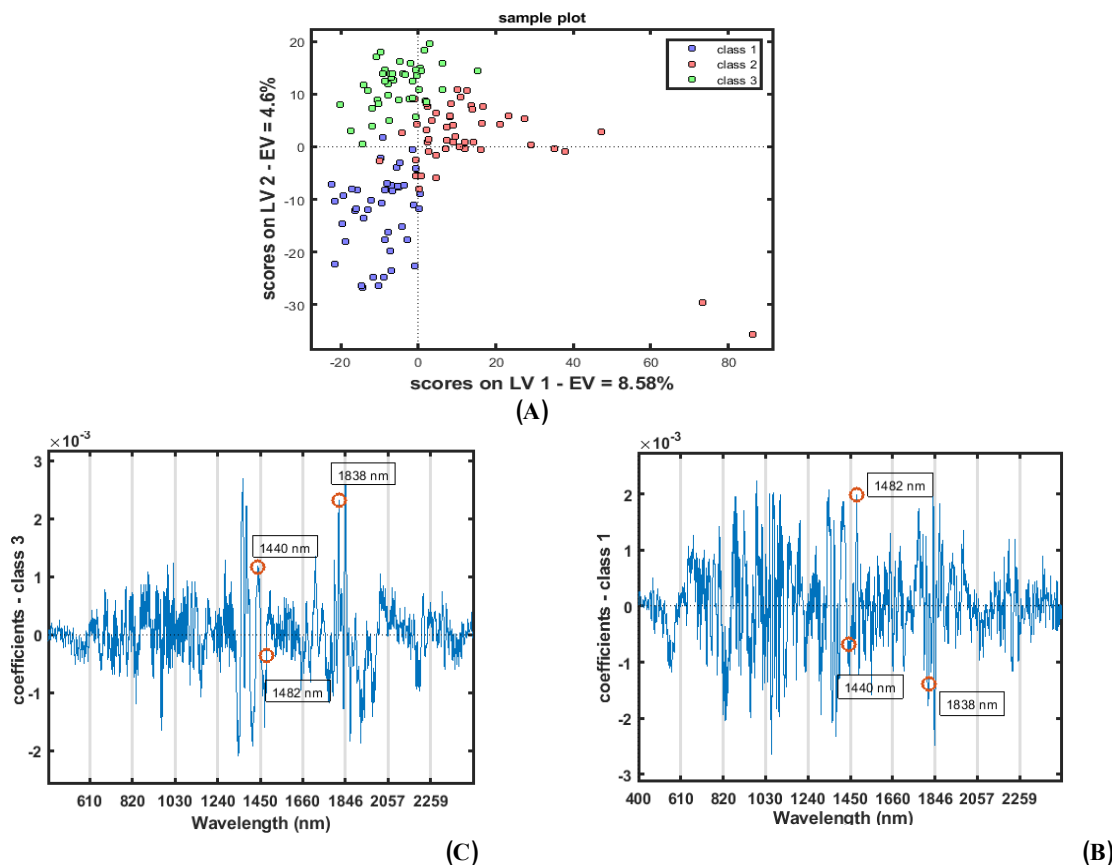 sample plot
class 1
class 2
class 3
20
10
0
-10
-20
-30
scores on LV 2 - EV = 4.6%
-20
0
20
40
60
80
scores on LV 1 - EV = 8.58%
(A)
×10⁻³
3
2
1
0
-1
-2
coefficients - class 3
1838 nm
1440 nm
1482 nm
610
820
1030
1240
1450
1660
1846
2057
2259
Wavelength (nm)
(C)
×10⁻³
2
1
0
-1
-2
-3
coefficients - class 1
1482 nm
1440 nm
1838 nm
400
610
820
1030
1240
1450
1660
1846
2057
2259
Wavelength (nm)
(B)